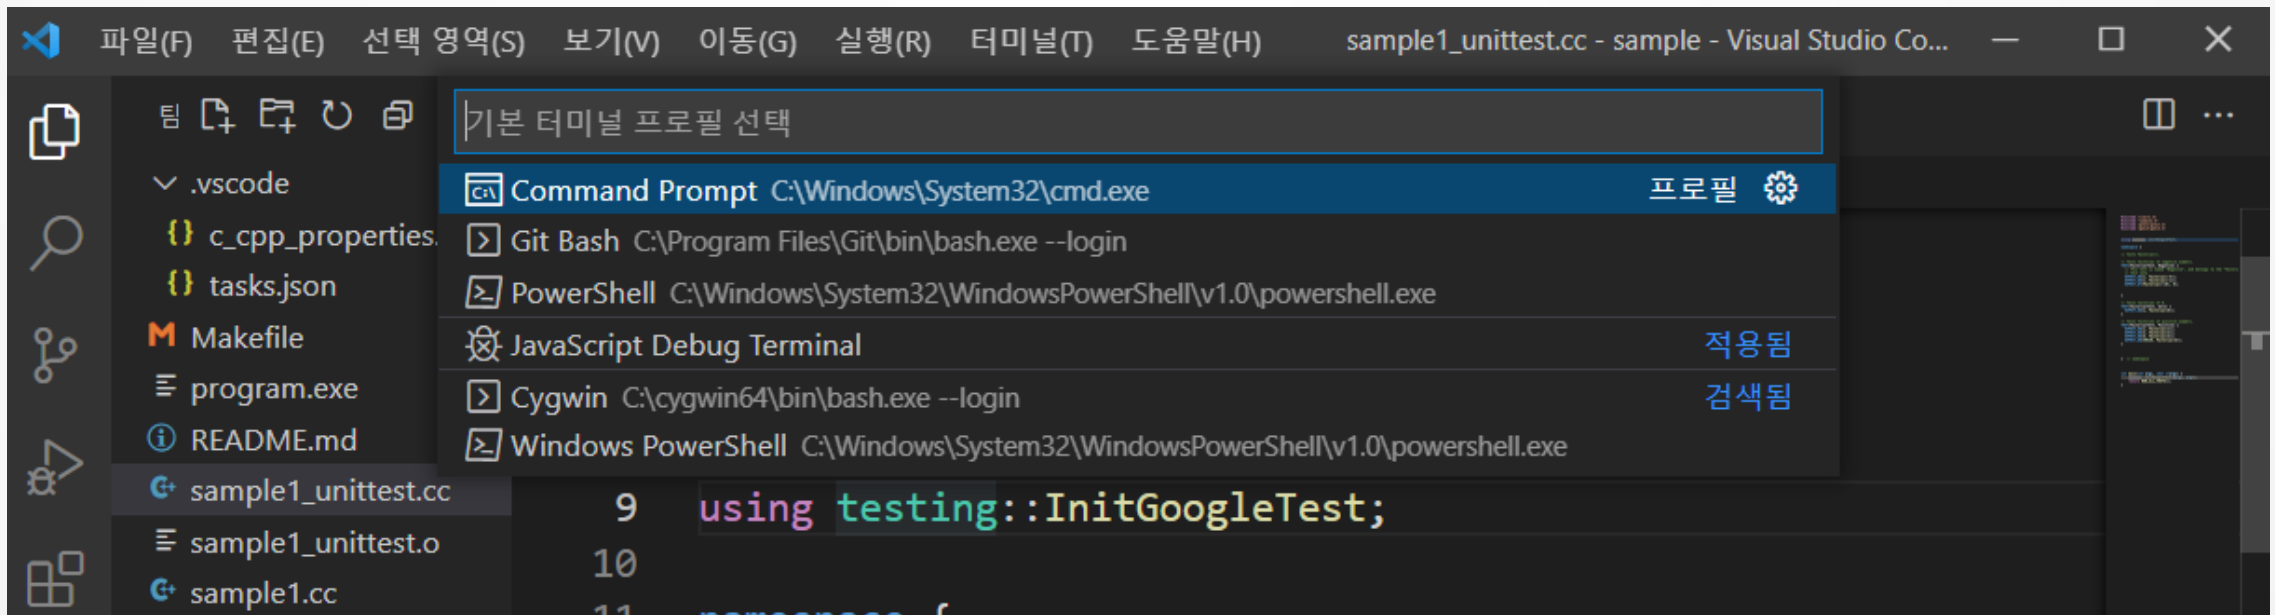 파일(F) 편집(E) 선택 영역(S) 보기(V) 이동(G) 실행(R) 터미널(T) 도움말(H) sample1_unittest.cc - sample - Visual Studio Co...
팀
기본 터미널 프로필 선택
Command Prompt C:\Windows\System32\cmd.exe 프로필
Git Bash C:\Program Files\Git\bin\bash.exe --login
PowerShell C:\Windows\System32\WindowsPowerShell\v1.0\powershell.exe
JavaScript Debug Terminal 적용됨
Cygwin C:\cygwin64\bin\bash.exe --login 검색됨
Windows PowerShell C:\Windows\System32\WindowsPowerShell\v1.0\powershell.exe
.vscode
{} c_cpp_properties.
{} tasks.json
M Makefile
program.exe
README.md
sample1_unittest.cc
sample1_unittest.o
sample1.cc
9 using testing::InitGoogleTest;
10
11 namespace {